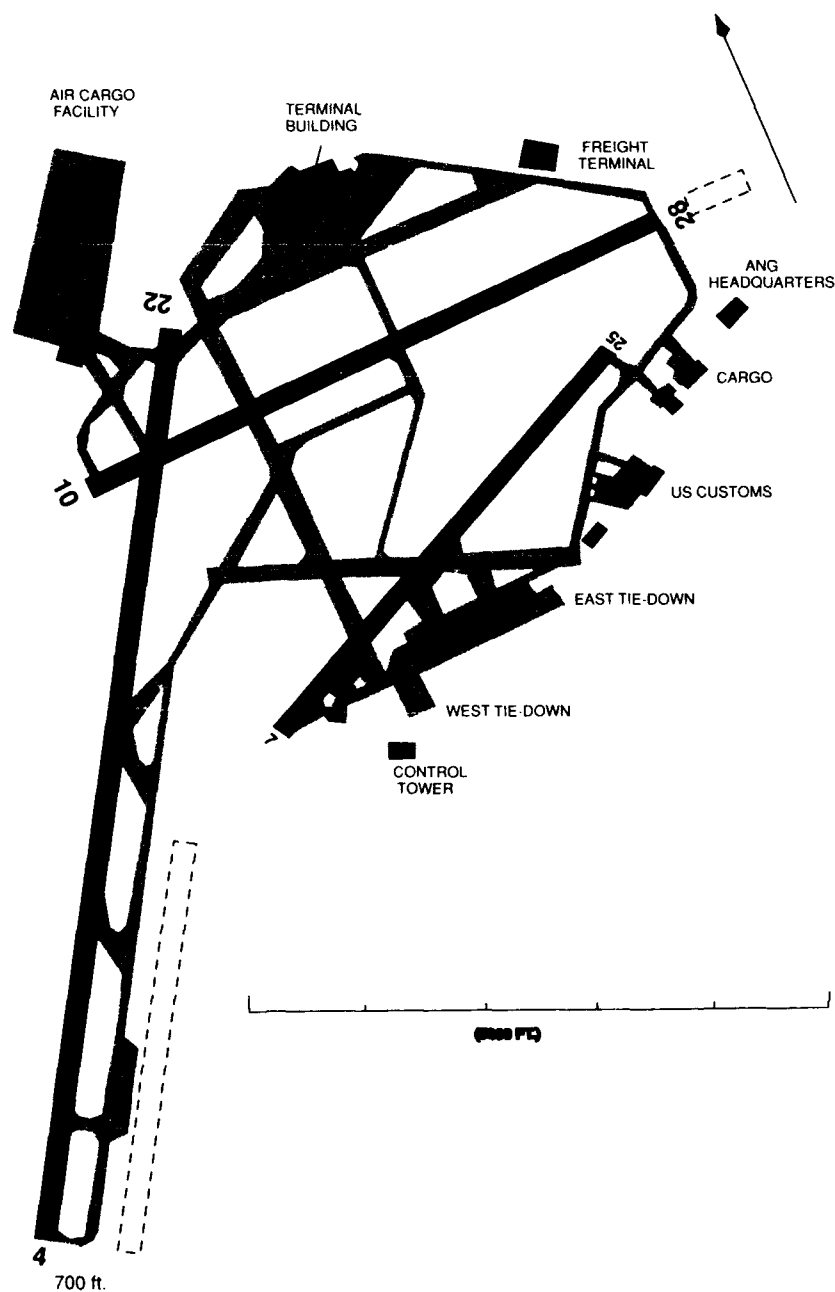 AIR CARGO
FACILITY
TERMINAL
BUILDING
FREIGHT
TERMINAL
28
ANG
HEADQUARTERS
22
25
CARGO
10
US CUSTOMS
EAST TIE-DOWN
WEST TIE-DOWN
7
CONTROL
TOWER
4
700 ft.